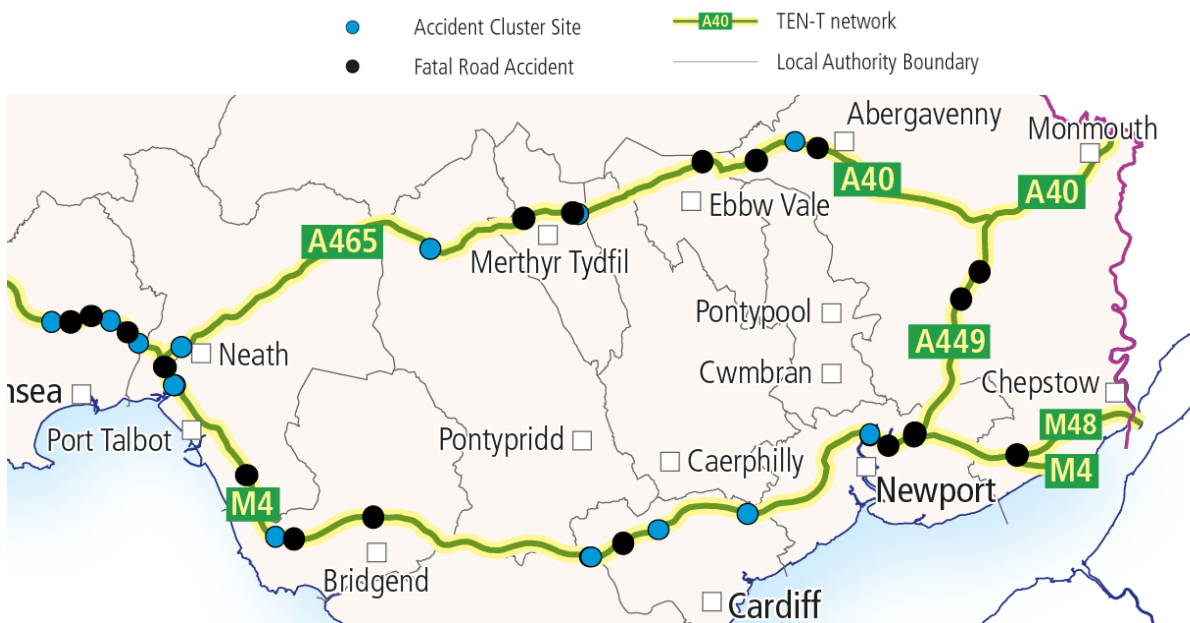 Accident Cluster Site
A40
TEN-T network
Fatal Road Accident
Local Authority Boundary
Abergavenny
Monmouth
A40
A40
Ebbw Vale
A465
Merthyr Tydfil
Pontypool
A449
Neath
Cwmbran
Chepstow
nsea
M48
Port Talbot
Pontypridd
Caerphilly
M4
Newport
M4
Bridgend
Cardiff